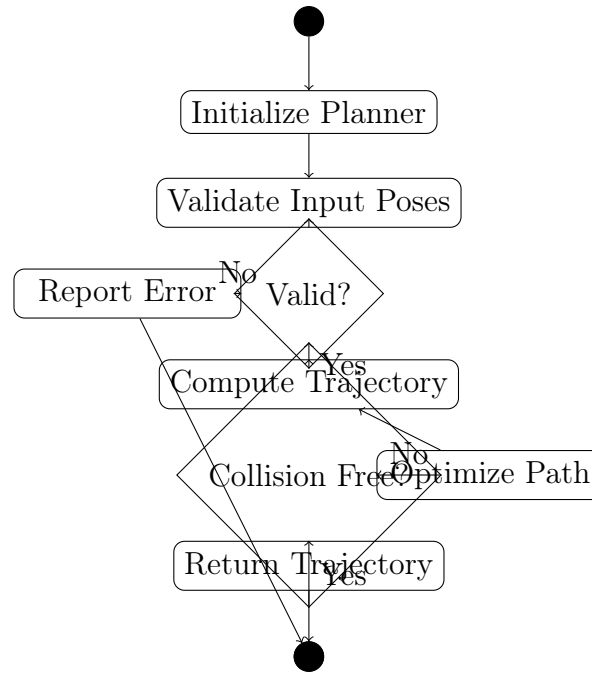 Initialize Planner
Validate Input Poses
No
Report Error
Valid?
Yes
Compute Trajectory
No
Collision Free?
Optimize Path
Return Trajectory
Yes